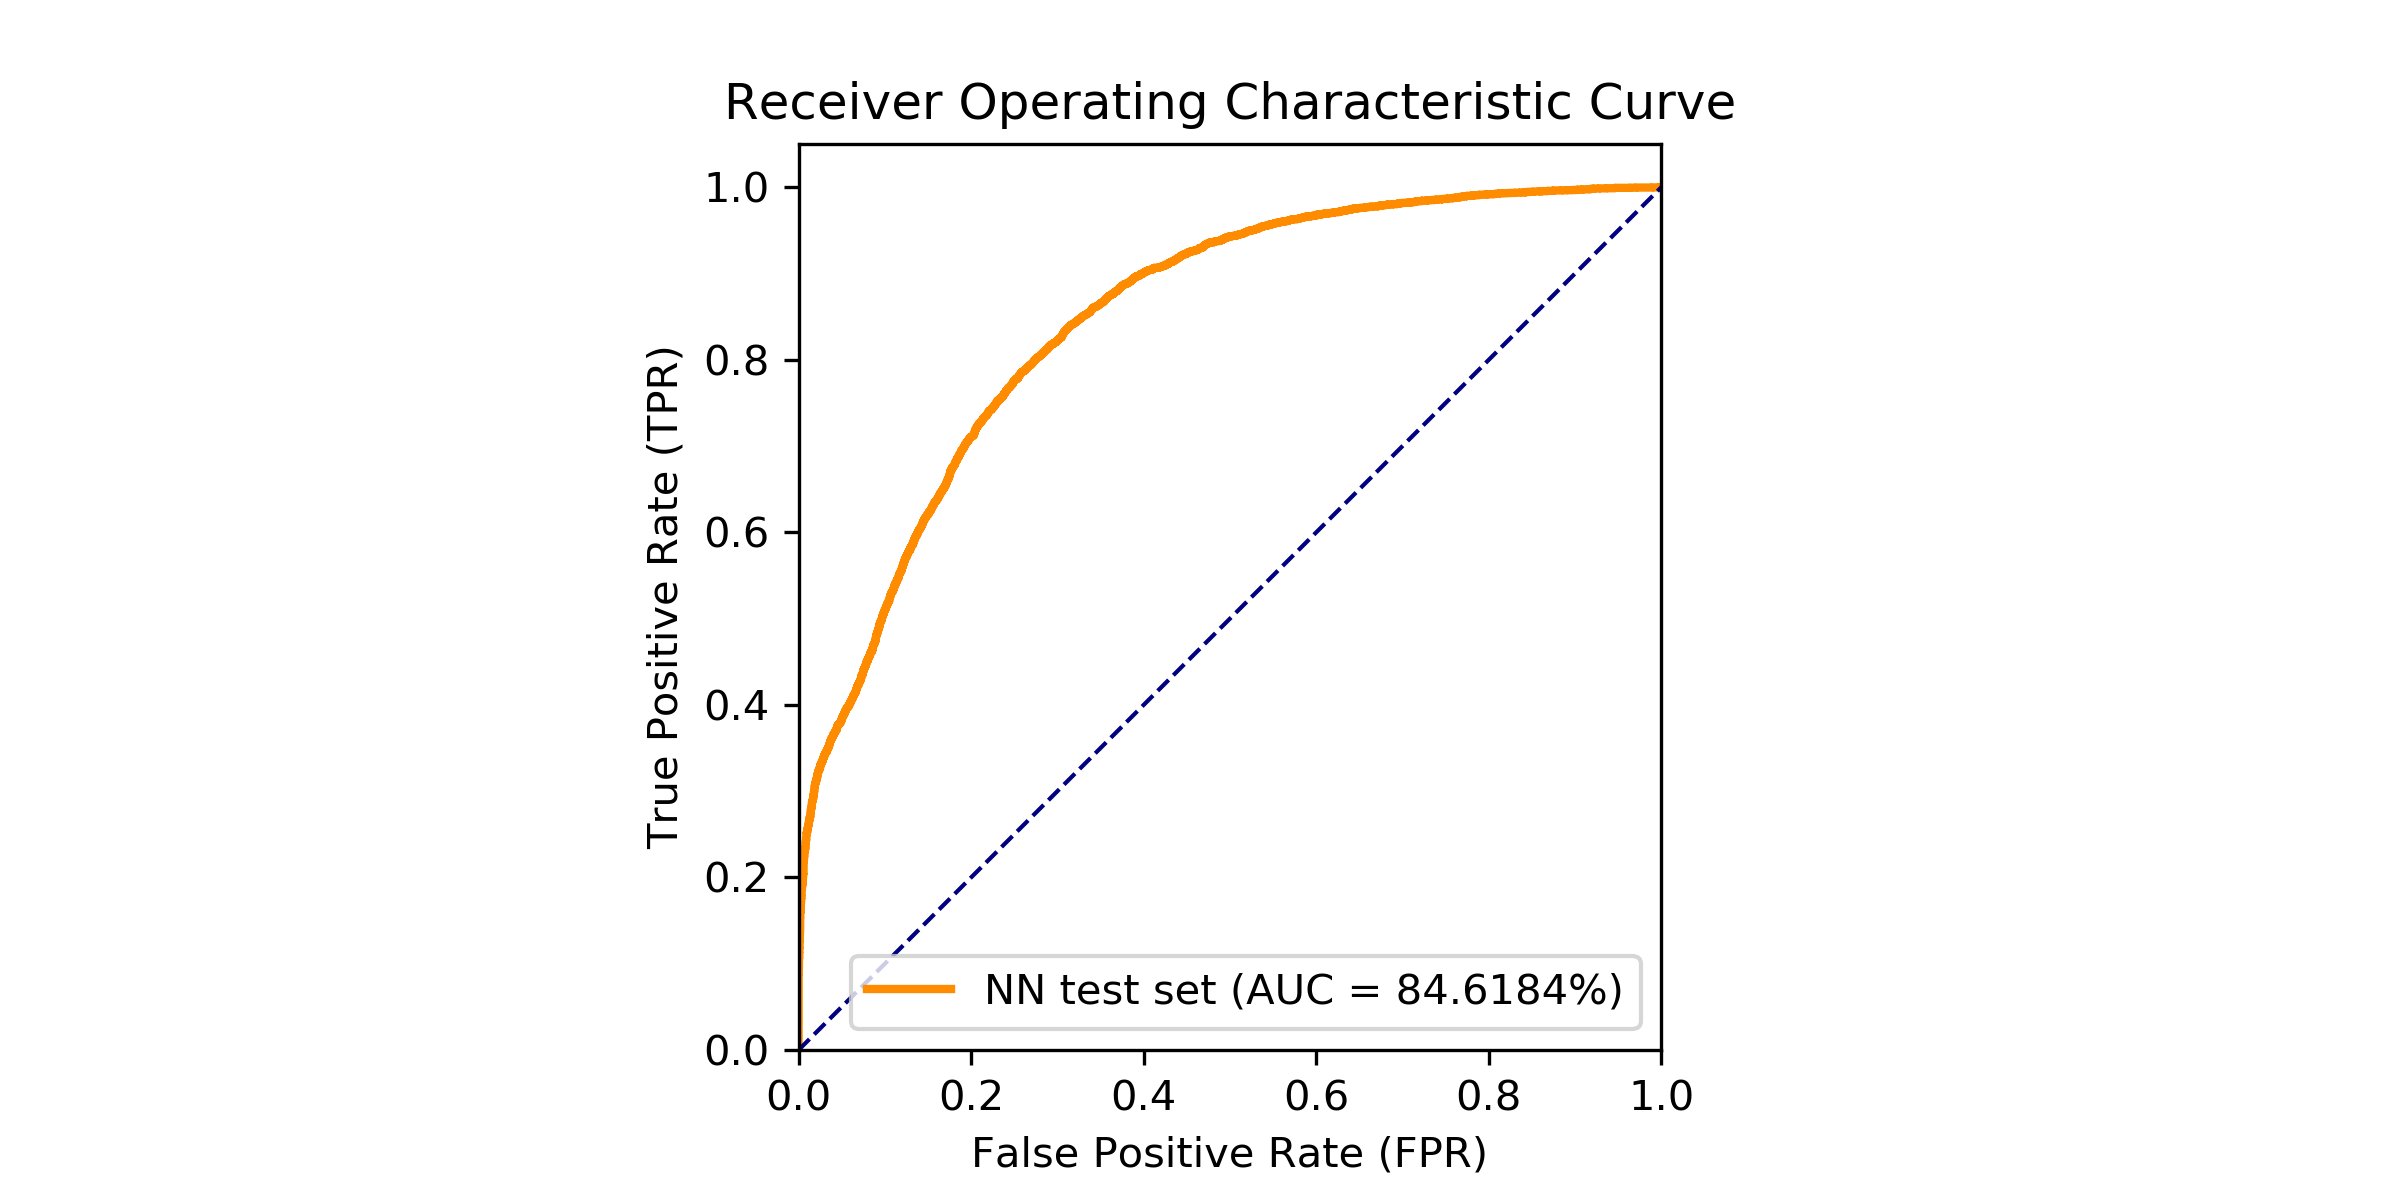 Receiver Operating Characteristic Curve
1.0
0.8
0.6
0.4
0.2
0.0
True Positive Rate (TPR)
NN test set (AUC = 84.6184%)
0.0 0.2 0.4 0.6 0.8 1.0
False Positive Rate (FPR)